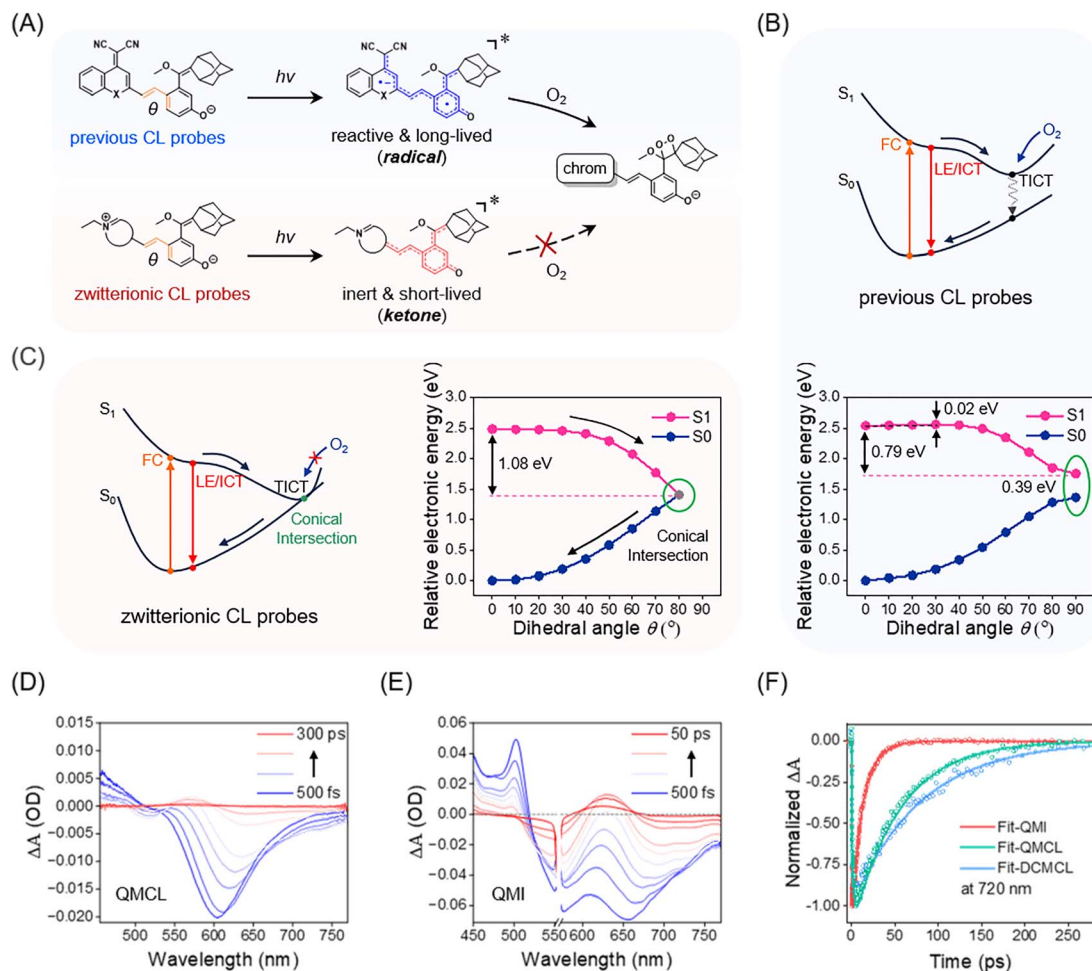 (A)
NC CN
X
θ
O⊖
previous CL probes
hν
NC CN
]*
X
O
O
reactive & long-lived
(radical)
O₂
chrom
O-O
O
O⊖
N⊕
O
θ
O⊖
zwitterionic CL probes
hν
]*
N
O
O
inert & short-lived
(ketone)
O₂
(B)
S₁
S₀
FC
LE/ICT
O₂
TICT
previous CL probes
Relative electronic energy (eV)
3.0
2.5
2.0
1.5
1.0
0.5
0.0
0.02 eV
S1
S0
0.79 eV
0.39 eV
0 10 20 30 40 50 60 70 80 90
Dihedral angle θ (°)
(C)
S₁
S₀
FC
LE/ICT
O₂
TICT
Conical
Intersection
zwitterionic CL probes
Relative electronic energy (eV)
3.0
2.5
2.0
1.5
1.0
0.5
0.0
S1
S0
1.08 eV
Conical
Intersection
0 10 20 30 40 50 60 70 80 90
Dihedral angle θ (°)
(D)
ΔA (OD)
0.015
0.010
0.005
0.000
-0.005
-0.010
-0.015
-0.020
300 ps
500 fs
QMCL
500 550 600 650 700 750
Wavelength (nm)
(E)
ΔA (OD)
0.06
0.04
0.02
0.00
-0.02
-0.04
-0.06
50 ps
500 fs
QMI
450 500 550 600 650 700 750
Wavelength (nm)
(F)
Normalized ΔA
0.00
-0.25
-0.50
-0.75
-1.00
Fit-QMI
Fit-QMCL
Fit-DCMCL
at 720 nm
0 50 100 150 200 250
Time (ps)